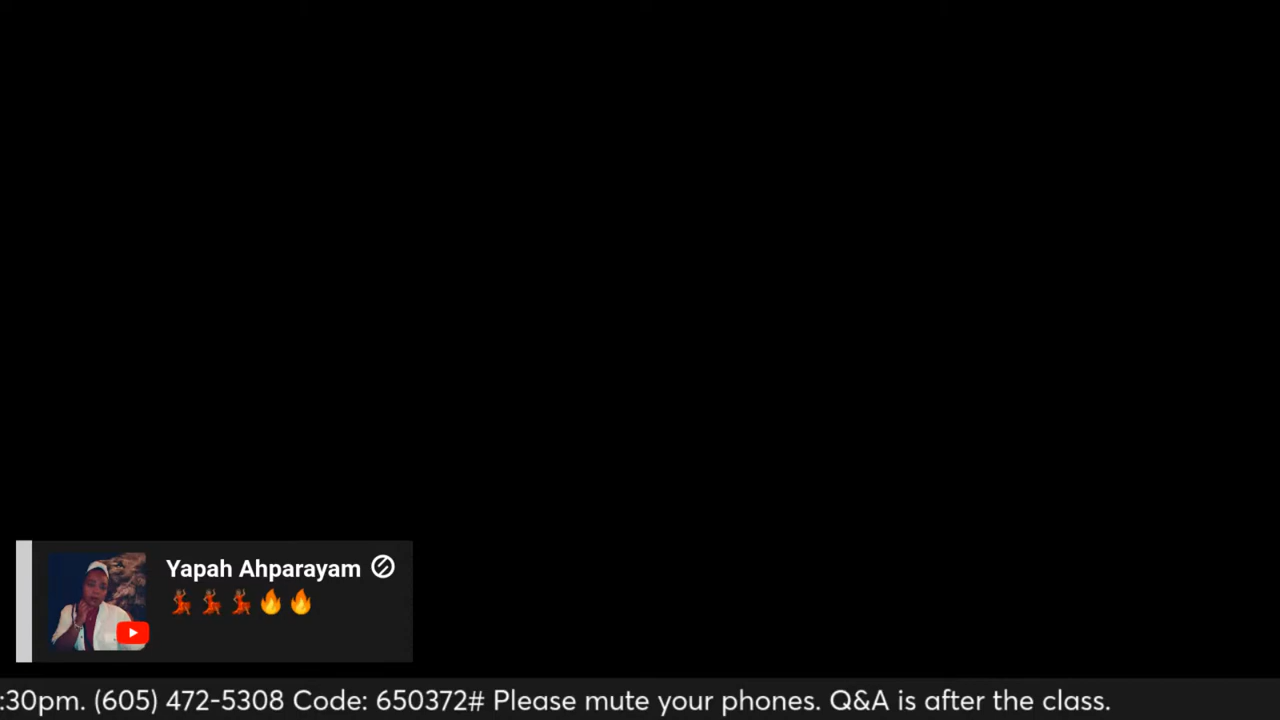 Yapah Ahparayam
💃🏾💃🏾💃🏾🔥🔥
:30pm. (605) 472-5308 Code: 650372# Please mute your phones. Q&A is after the class.